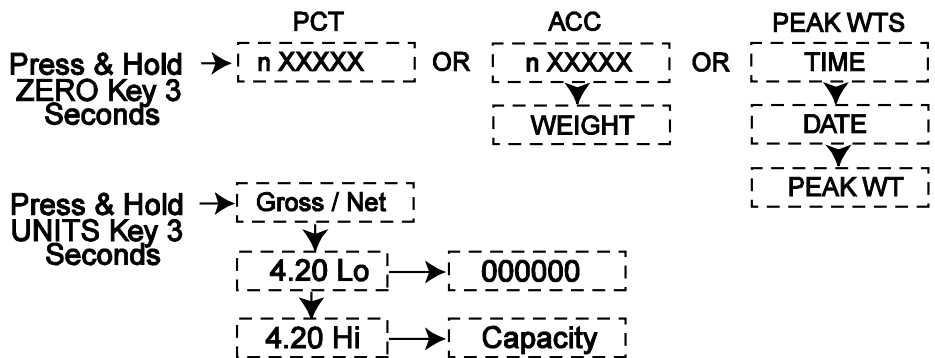 PCT
ACC
PEAK WTS
Press & Hold
ZERO Key 3
Seconds
n XXXXX
OR
n XXXXX
OR
TIME
WEIGHT
DATE
PEAK WT
Press & Hold
UNITS Key 3
Seconds
Gross / Net
4.20 Lo
000000
4.20 Hi
Capacity